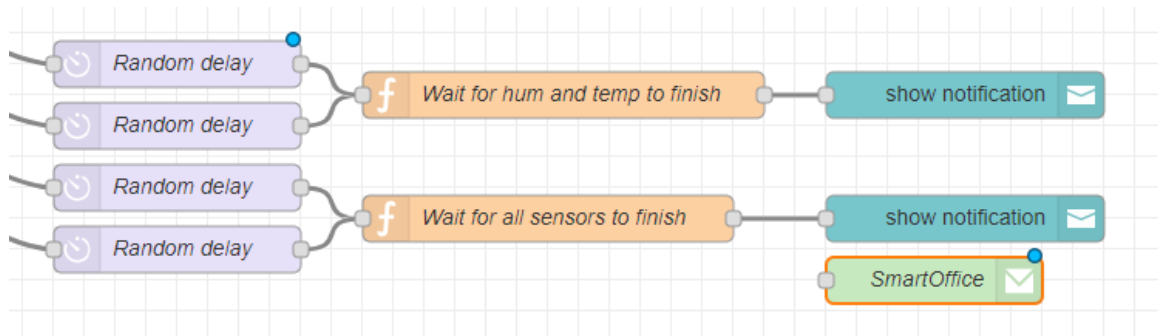 Random delay
Wait for hum and temp to finish
show notification
Random delay
Random delay
Wait for all sensors to finish
show notification
Random delay
SmartOffice